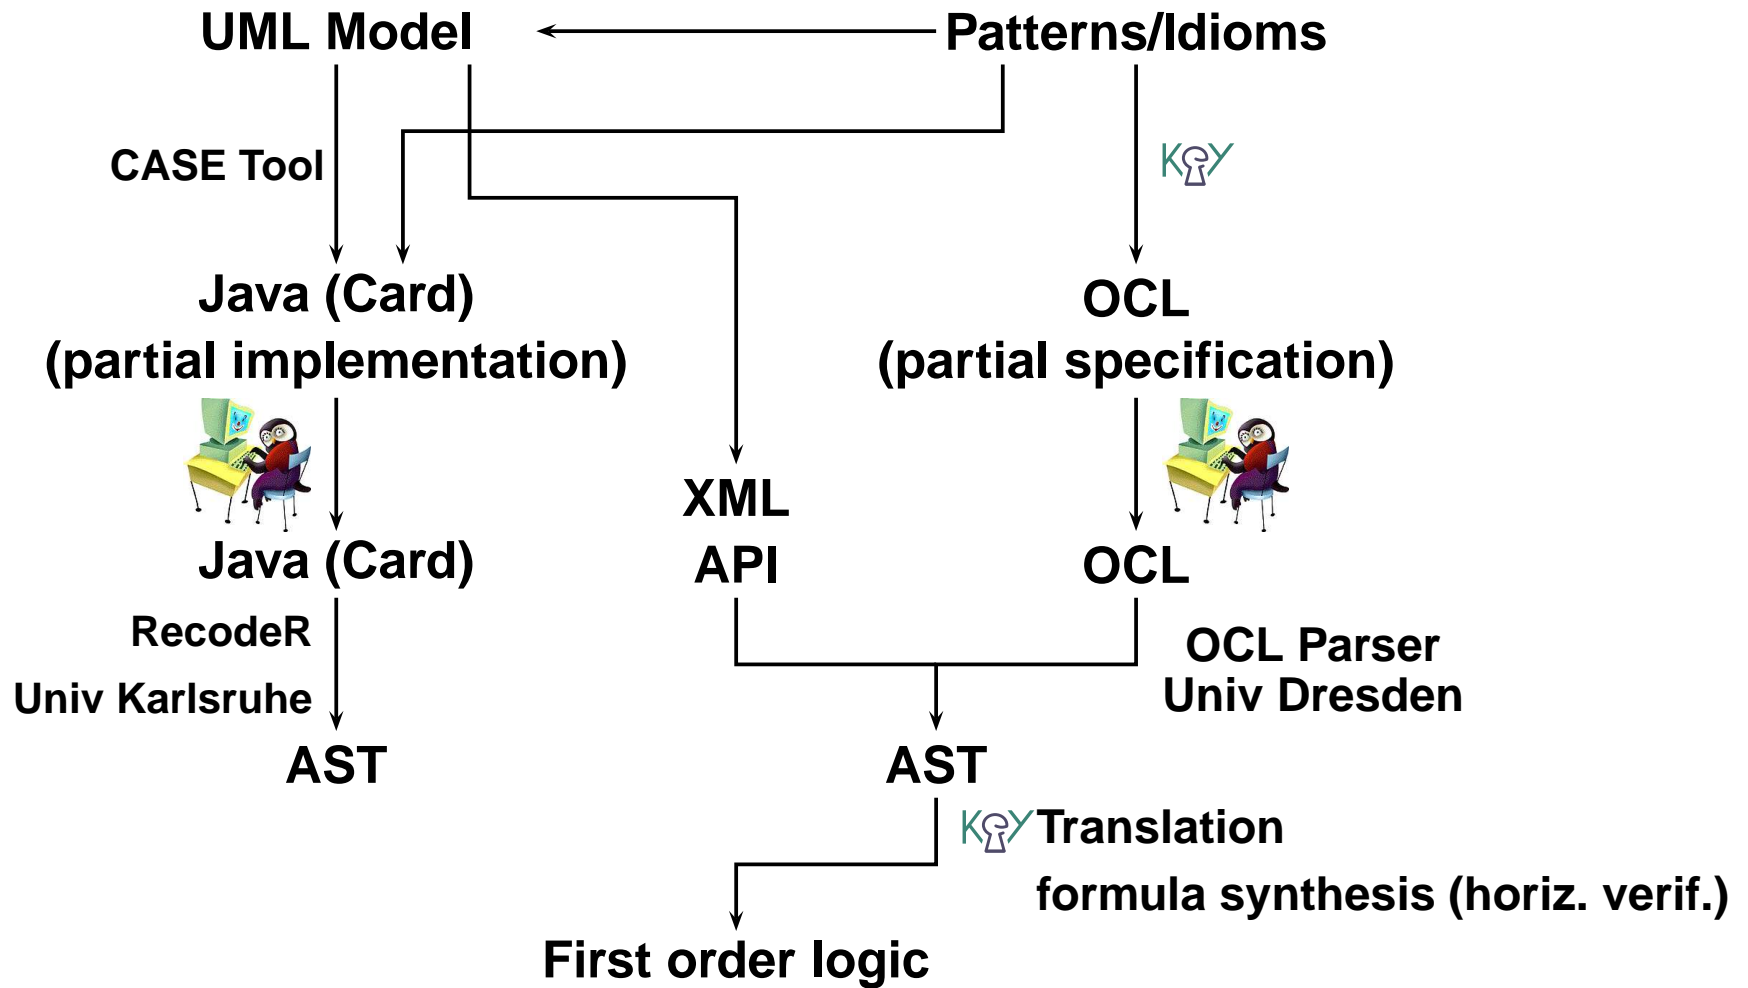 UML Model
Patterns/Idioms
CASE Tool
KeY
Java (Card)
(partial implementation)
OCL
(partial specification)
XML
API
Java (Card)
OCL
RecodeR
Univ Karlsruhe
OCL Parser
Univ Dresden
AST
AST
KeY Translation
formula synthesis (horiz. verif.)
First order logic